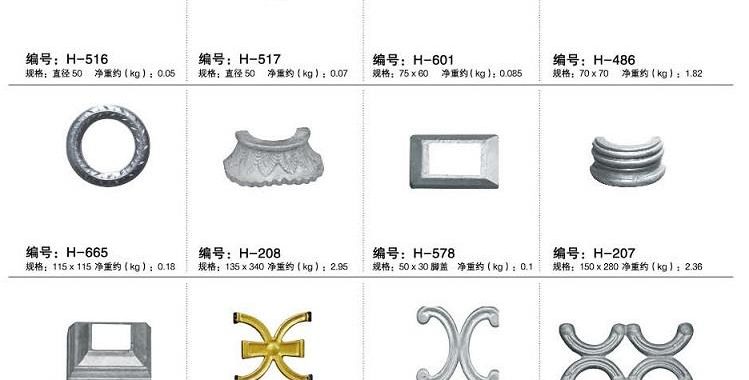 编号：H-516
规格：直径 50　净重约（kg）：0.05
编号：H-517
规格：直径 50　净重约（kg）：0.07
编号：H-601
规格：75 x 60　净重约（kg）：0.085
编号：H-486
规格：70 x 70　净重约（kg）：1.82
编号：H-665
规格：115 x 115 净重约（kg）：0.18
编号：H-208
规格：135 x 340 净重约（kg）：2.95
编号：H-578
规格：50 x 30 脚盖　净重约（kg）：0.1
编号：H-207
规格：150 x 280 净重约（kg）：2.36